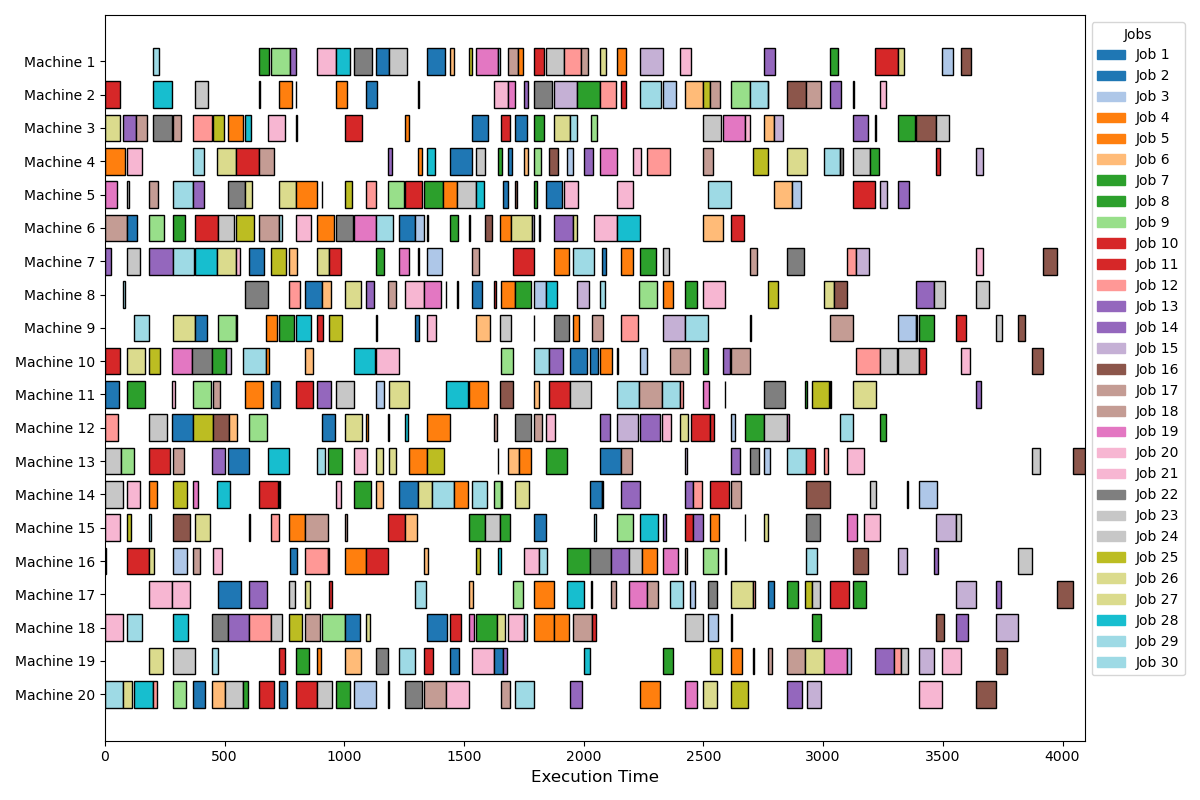 Machine 1
Machine 2
Machine 3
Machine 4
Machine 5
Machine 6
Machine 7
Machine 8
Machine 9
Machine 10
Machine 11
Machine 12
Machine 13
Machine 14
Machine 15
Machine 16
Machine 17
Machine 18
Machine 19
Machine 20
0 500 1000 1500 2000 2500 3000 3500 4000
Execution Time
Jobs
Job 1
Job 2
Job 3
Job 4
Job 5
Job 6
Job 7
Job 8
Job 9
Job 10
Job 11
Job 12
Job 13
Job 14
Job 15
Job 16
Job 17
Job 18
Job 19
Job 20
Job 21
Job 22
Job 23
Job 24
Job 25
Job 26
Job 27
Job 28
Job 29
Job 30